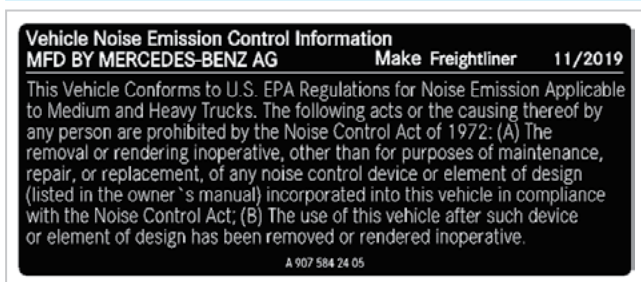 Vehicle Noise Emission Control Information
MFD BY MERCEDES-BENZ AG Make Freightliner 11/2019
This Vehicle Conforms to U.S. EPA Regulations for Noise Emission Applicable
to Medium and Heavy Trucks. The following acts or the causing thereof by
any person are prohibited by the Noise Control Act of 1972: (A) The
removal or rendering inoperative, other than for purposes of maintenance,
repair, or replacement, of any noise control device or element of design
(listed in the owner`s manual) incorporated into this vehicle in compliance
with the Noise Control Act; (B) The use of this vehicle after such device
or element of design has been removed or rendered inoperative.
A 907 584 24 05